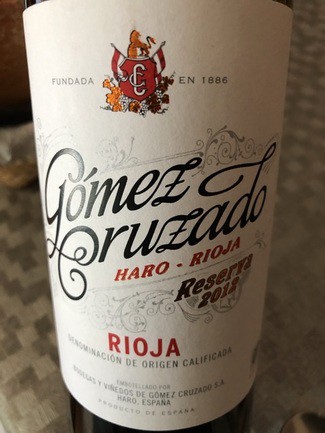 FUNDADA EN 1886
Gómez
Cruzado
HARO - RIOJA
Reserva
2012
RIOJA
DENOMINACIÓN DE ORIGEN CALIFICADA
EMBOTELLADO POR
BODEGAS Y VIÑEDOS DE GÓMEZ CRUZADO S.A.
HARO, ESPAÑA
PRODUCTO DE ESPAÑA